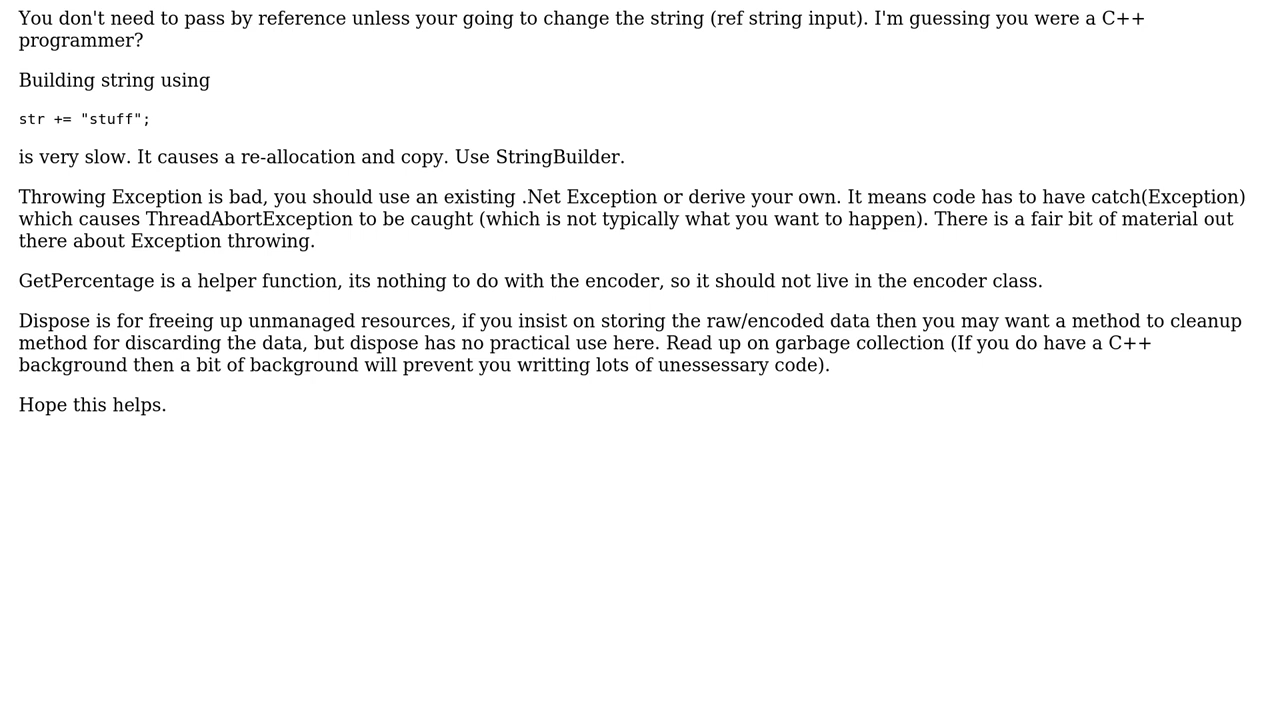 You don't need to pass by reference unless your going to change the string (ref string input). I'm guessing you were a C++
programmer?
Building string using
str += "stuff";
is very slow. It causes a re-allocation and copy. Use StringBuilder.
Throwing Exception is bad, you should use an existing .Net Exception or derive your own. It means code has to have catch(Exception)
which causes ThreadAbortException to be caught (which is not typically what you want to happen). There is a fair bit of material out
there about Exception throwing.
GetPercentage is a helper function, its nothing to do with the encoder, so it should not live in the encoder class.
Dispose is for freeing up unmanaged resources, if you insist on storing the raw/encoded data then you may want a method to cleanup
method for discarding the data, but dispose has no practical use here. Read up on garbage collection (If you do have a C++
background then a bit of background will prevent you writting lots of unessessary code).
Hope this helps.